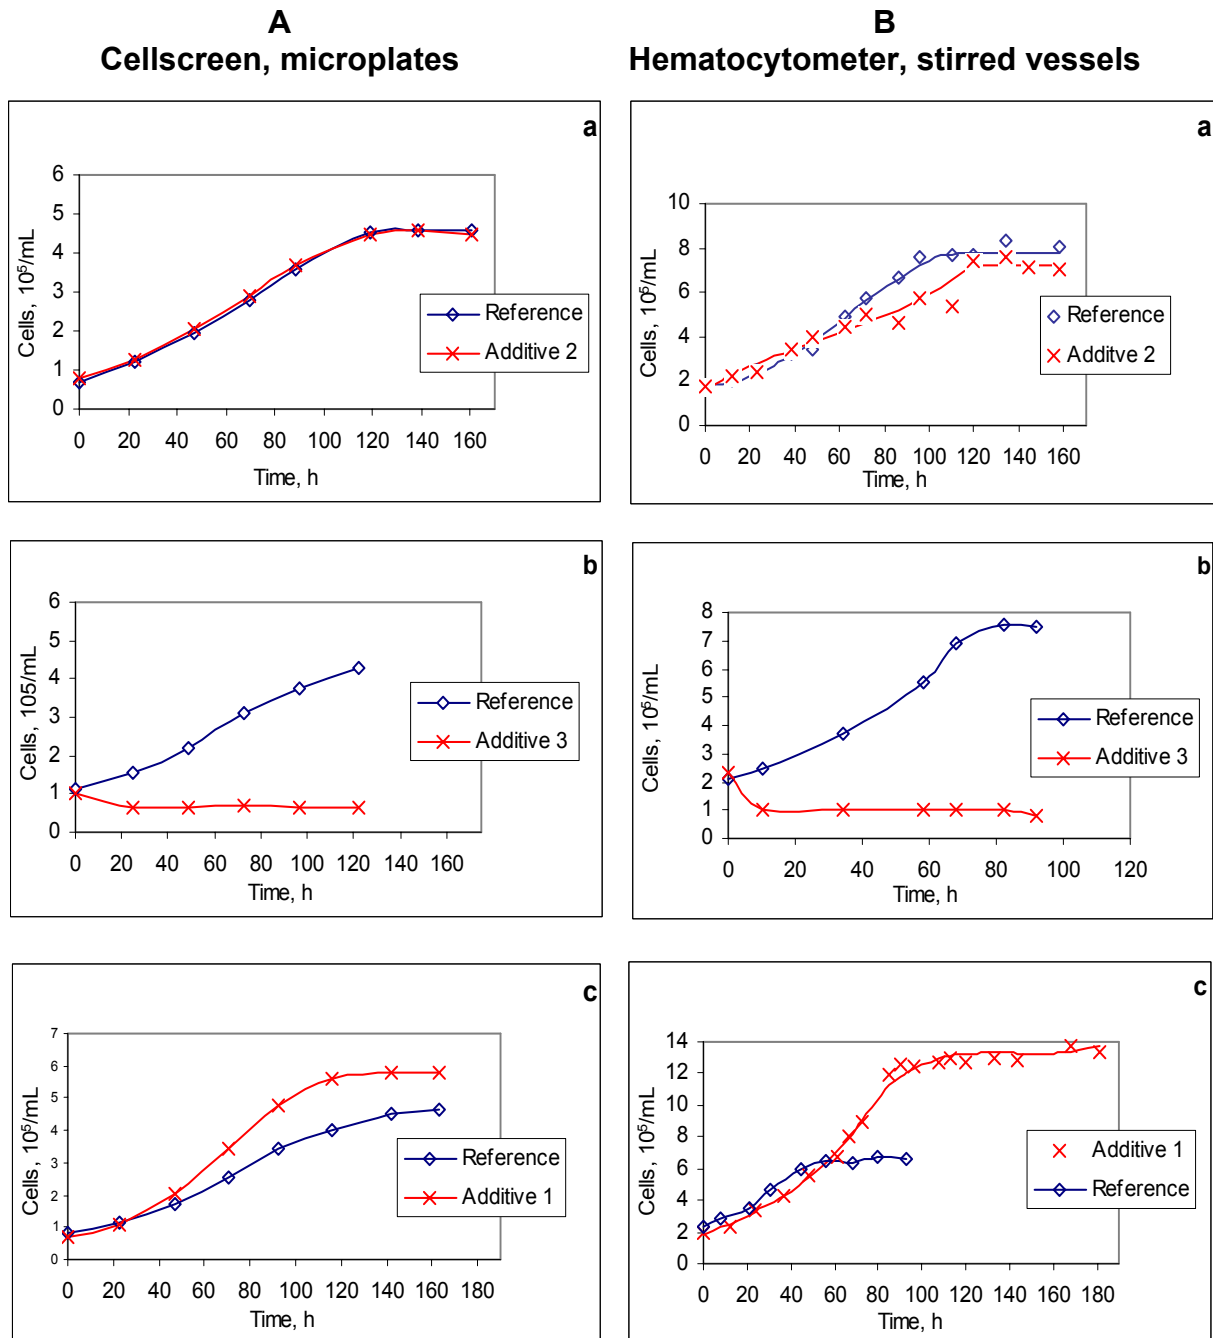 A
Cellscreen, microplates
B
Hematocytometer, stirred vessels
a
6
5
4
3
2
1
0
Cells, 10⁵/mL
0 20 40 60 80 100 120 140 160
Time, h
Reference
Additive 2
a
10
8
6
4
2
0
Cells, 10⁵/mL
0 20 40 60 80 100 120 140 160
Time, h
Reference
Additve 2
b
6
5
4
3
2
1
0
Cells, 105/mL
0 20 40 60 80 100 120 140 160
Time, h
Reference
Additive 3
b
8
7
6
5
4
3
2
1
0
Cells, 10⁵/mL
0 20 40 60 80 100 120
Time, h
Reference
Additive 3
c
7
6
5
4
3
2
1
0
Cells, 10⁵/mL
0 20 40 60 80 100 120 140 160 180
Time, h
Reference
Additive 1
c
14
12
10
8
6
4
2
0
Cells, 10⁵/mL
0 20 40 60 80 100 120 140 160 180
Time, h
Additive 1
Reference